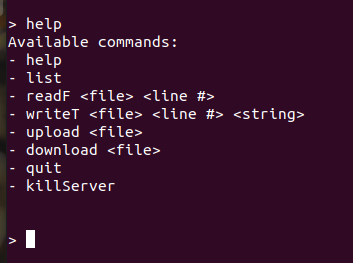 > help
Available commands:
- help
- list
- readF <file> <line #>
- writeT <file> <line #> <string>
- upload <file>
- download <file>
- quit
- killServer
>